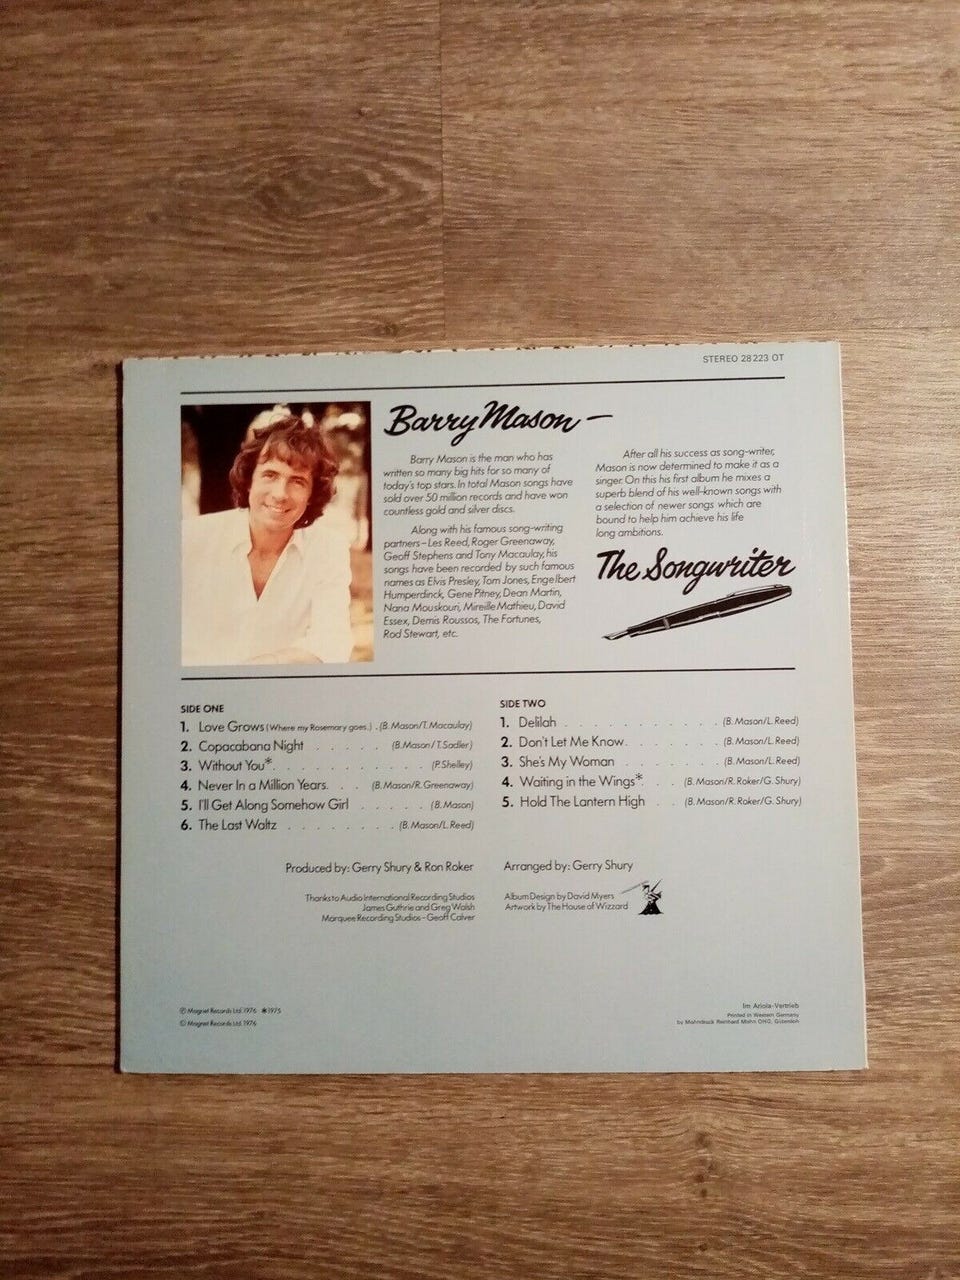 STEREO 28 223 OT
Barry Mason –
Barry Mason is the man who has
written so many big hits for so many of
today's top stars. In total Mason songs have
sold over 50 million records and have won
countless gold and silver discs.
Along with his famous song-writing
partners – Les Reed, Roger Greenaway,
Geoff Stephens and Tony Macaulay, his
songs have been recorded by such famous
names as Elvis Presley, Tom Jones, Engelbert
Humperdinck, Gene Pitney, Dean Martin,
Nana Mouskouri, Mireille Mathieu, David
Essex, Demis Roussos, The Fortunes,
Rod Stewart, etc.
After all his success as song-writer,
Mason is now determined to make it as a
singer. On this his first album he mixes a
superb blend of his well-known songs with
a selection of newer songs which are
bound to help him achieve his life
long ambitions.
The Songwriter
SIDE ONE
1. Love Grows (Where my Rosemary goes.) . (B. Mason/T. Macaulay)
2. Copacabana Night . . . . . (B. Mason / T. Sadler)
3. Without You* . . . . . . . . . . . (P. Shelley)
4. Never In a Million Years. . . (B. Mason/R. Greenaway)
5. I'll Get Along Somehow Girl . . . . . (B. Mason)
6. The Last Waltz . . . . . . . . (B. Mason/L. Reed)
SIDE TWO
1. Delilah . . . . . . . . . . . (B. Mason/L. Reed)
2. Don't Let Me Know . . . . . . . (B. Mason/L. Reed)
3. She's My Woman . . . . . . . (B. Mason/L. Reed)
4. Waiting in the Wings* . . (B. Mason/R. Roker/G. Shury)
5. Hold The Lantern High . . (B. Mason/R. Roker/G. Shury)
Produced by: Gerry Shury & Ron Roker
Arranged by: Gerry Shury
Thanks to Audio International Recording Studios
James Guthrie and Greg Walsh
Marquee Recording Studios – Geoff Calver
Album Design by David Myers
Artwork by The House of Wizzard
℗ Magnet Records Ltd. 1976 *1975
© Magnet Records Ltd. 1976
Im Ariola-Vertrieb
Printed in Western Germany
by Mohndruck Reinhard Mohn OHG, Gütersloh